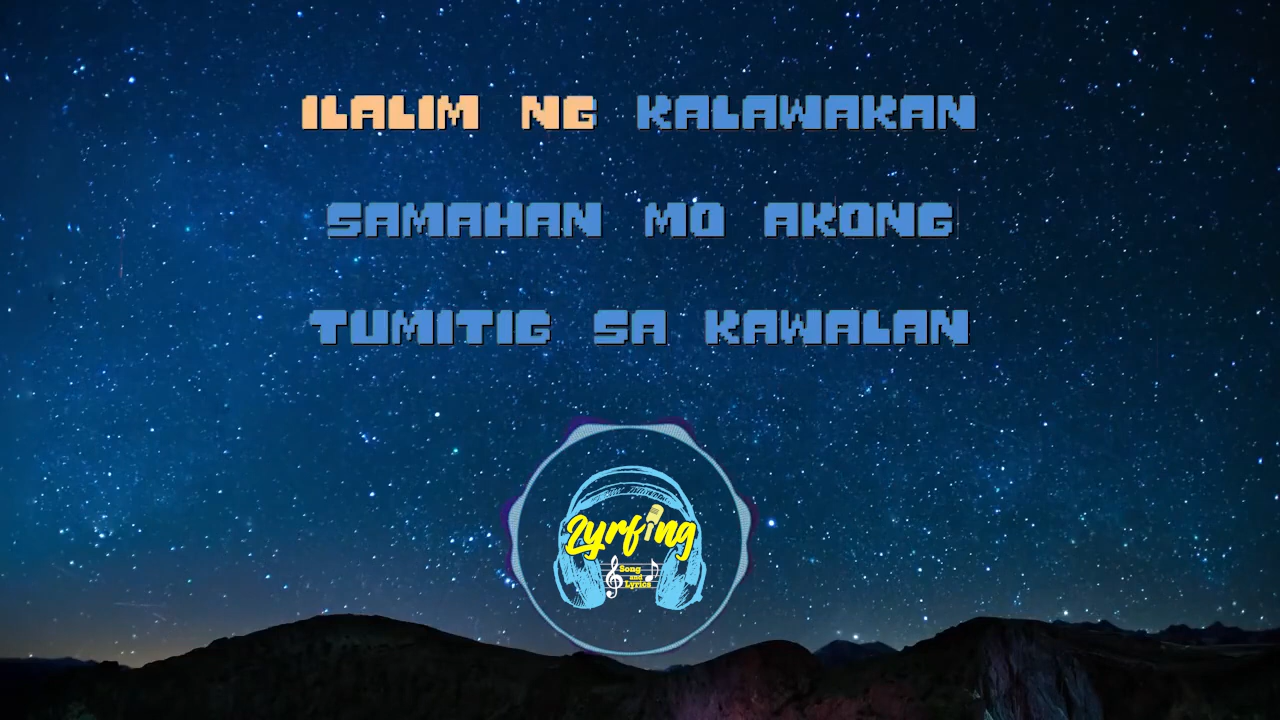 ILALIM NG KALAWAKAN
SAMAHAN MO AKONG
TUMITIG SA KAWALAN
Lyrfing
Song
and
Lyrics